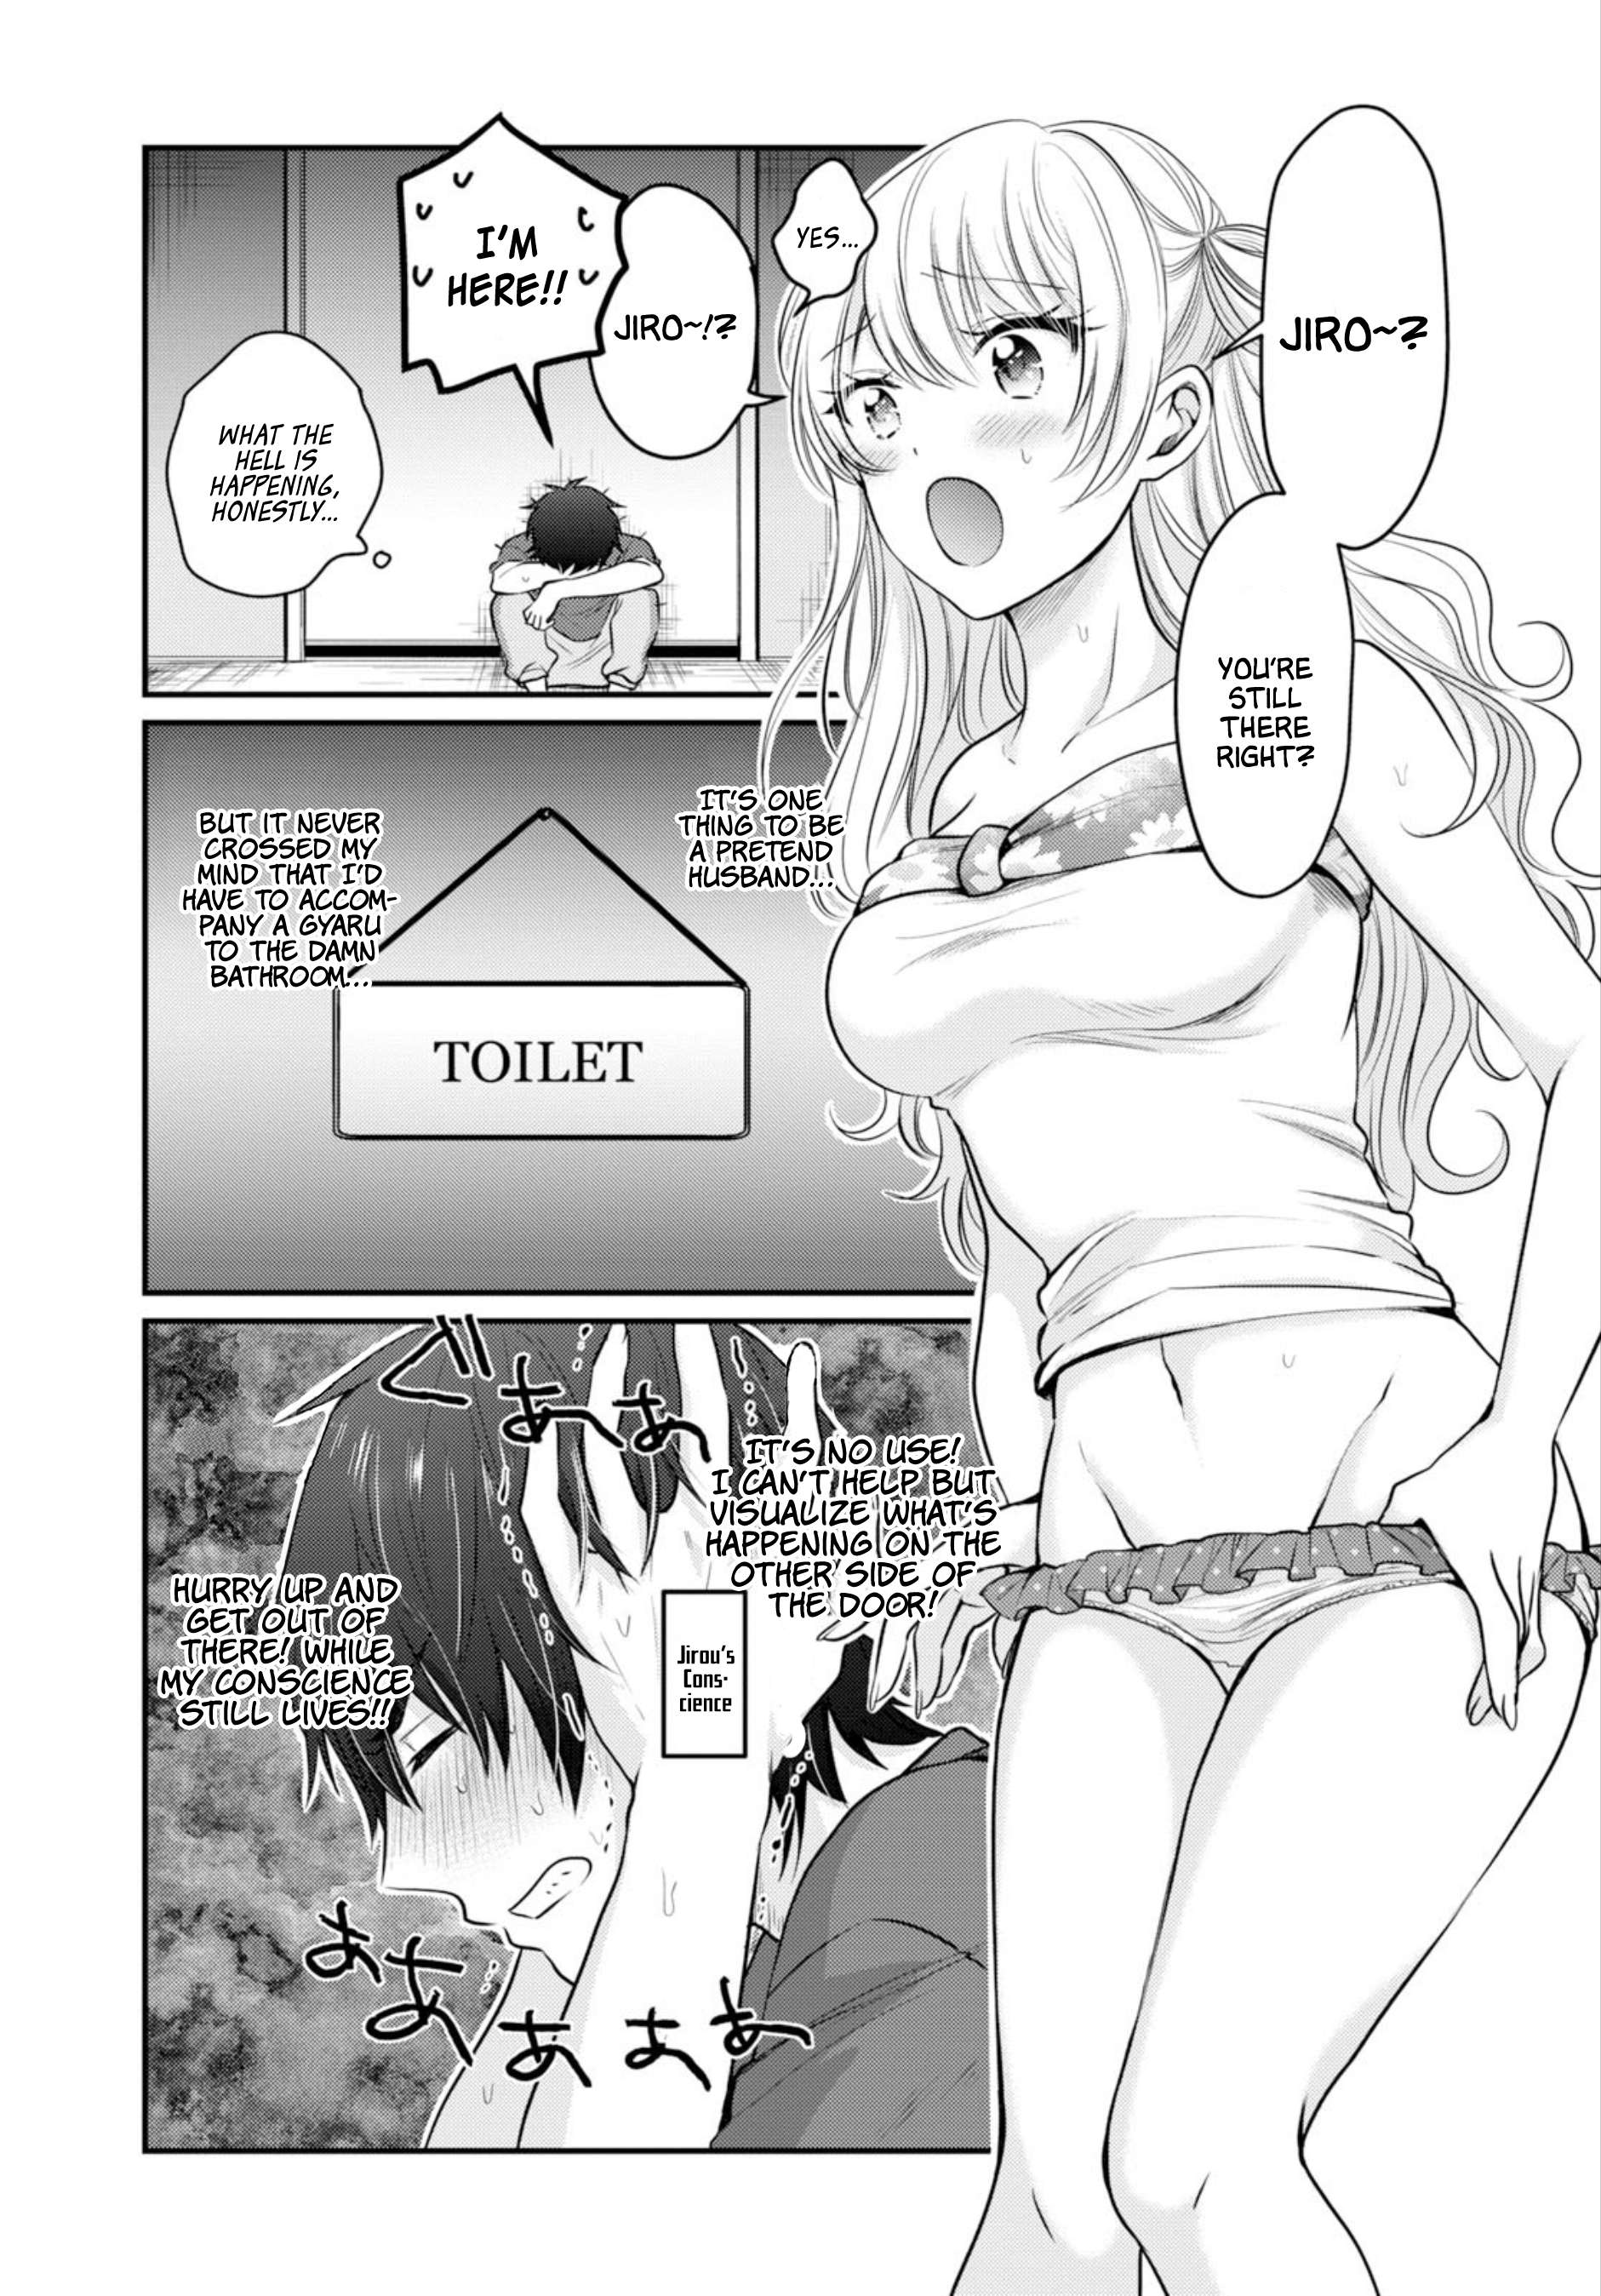 JIRO~?
YOU'RE
STILL
THERE
RIGHT?
YES...
JIRO~!?
I'M
HERE!!
WHAT THE
HELL IS
HAPPENING,
HONESTLY...
IT'S ONE
THING TO BE
A PRETEND
HUSBAND...
BUT IT NEVER
CROSSED MY
MIND THAT I'D
HAVE TO ACCOM-
PANY A GYARU
TO THE DAMN
BATHROOM...
TOILET
IT'S NO USE!
I CAN'T HELP BUT
VISUALIZE WHAT'S
HAPPENING ON THE
OTHER SIDE OF
THE DOOR!
Jirou's
Cons-
cience
HURRY UP AND
GET OUT OF
THERE! WHILE
MY CONSCIENCE
STILL LIVES!!
ぐああ
あああああ